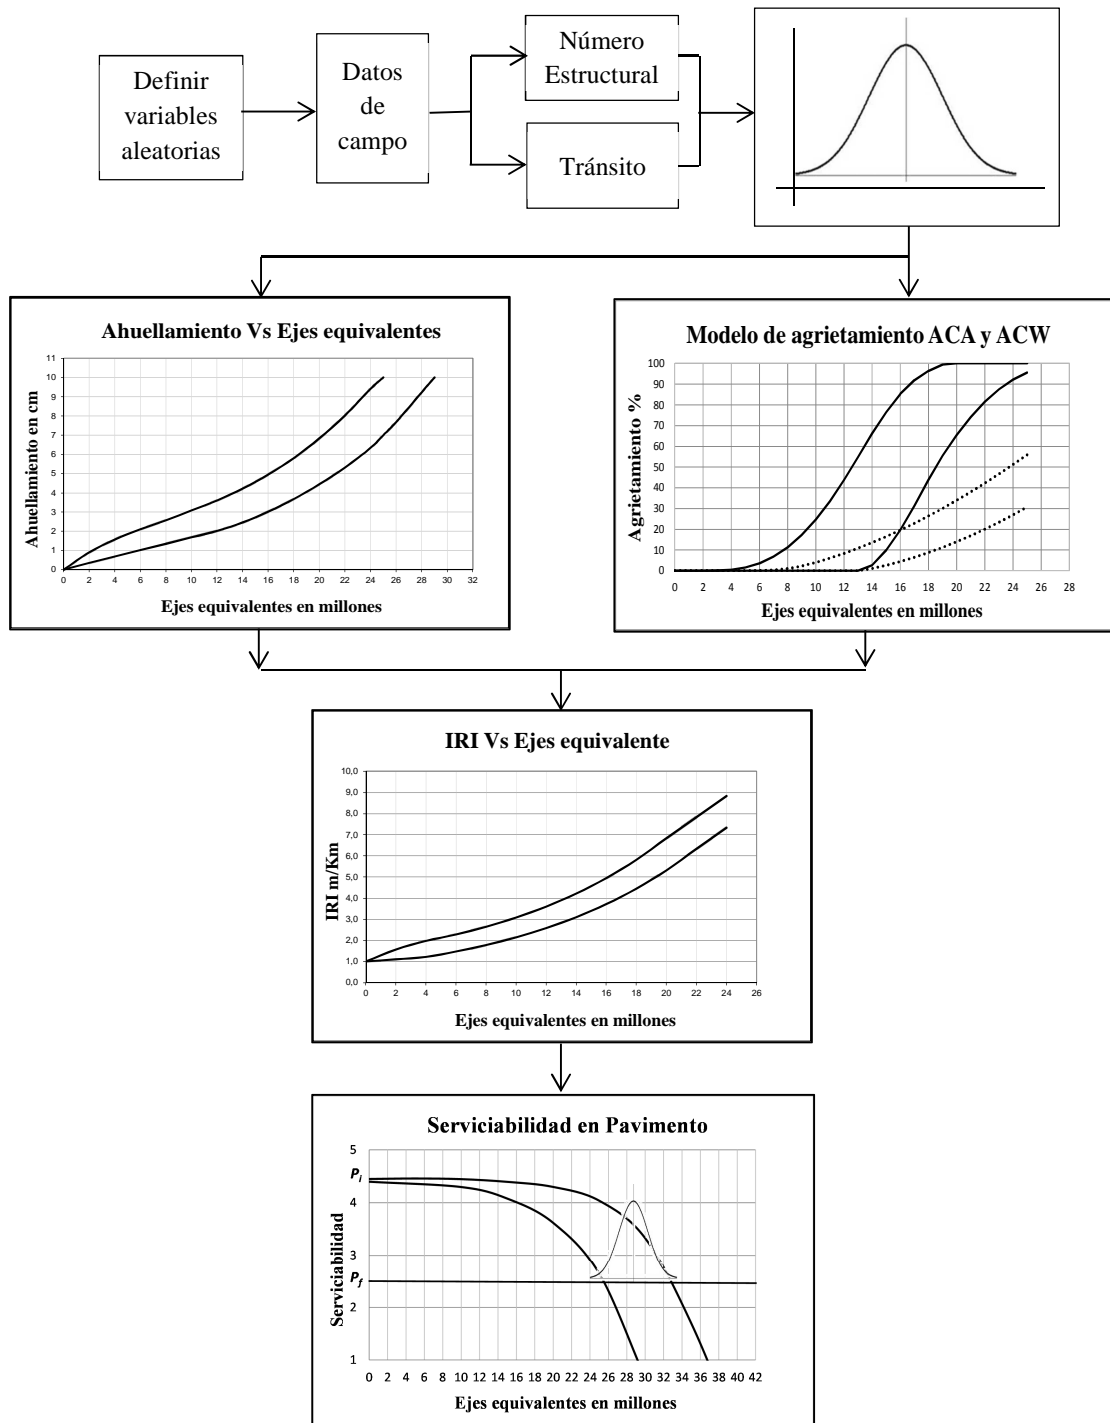 Definir
variables
aleatorias
Datos
de
campo
Número
Estructural
Tránsito
Ahuellamiento Vs Ejes equivalentes
Ahuellamiento en cm
11
10
9
8
7
6
5
4
3
2
1
0
0 2 4 6 8 10 12 14 16 18 20 22 24 26 28 30 32
Ejes equivalentes en millones
Modelo de agrietamiento ACA y ACW
Agrietamiento %
100
90
80
70
60
50
40
30
20
10
0
0 2 4 6 8 10 12 14 16 18 20 22 24 26 28
Ejes equivalentes en millones
IRI Vs Ejes equivalente
IRI m/Km
10,0
9,0
8,0
7,0
6,0
5,0
4,0
3,0
2,0
1,0
0,0
0 2 4 6 8 10 12 14 16 18 20 22 24 26
Ejes equivalentes en millones
Serviciabilidad en Pavimento
Serviciabilidad
5
Pi
4
3
Pf
2
1
0 2 4 6 8 10 12 14 16 18 20 22 24 26 28 30 32 34 36 38 40 42
Ejes equivalentes en millones